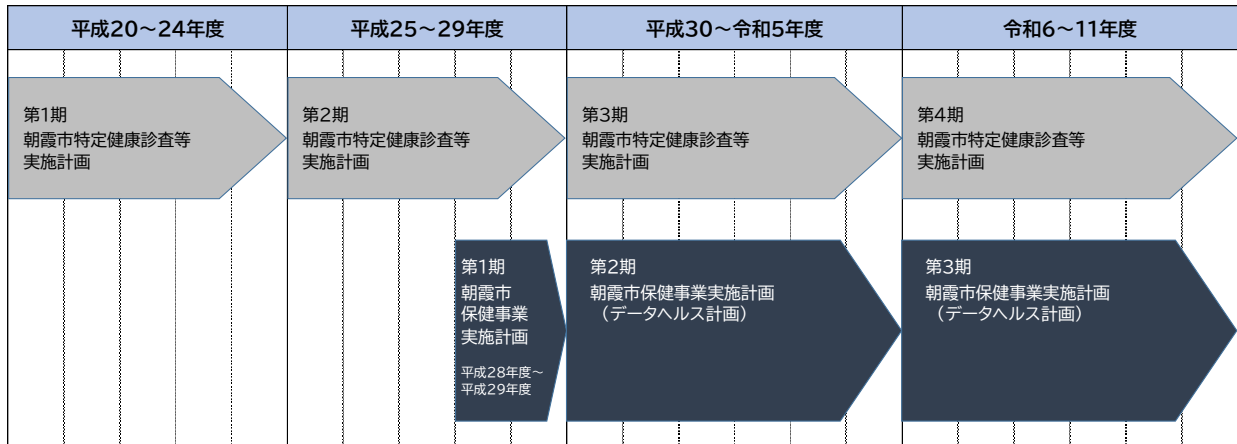 平成20～24年度
平成25～29年度
平成30～令和5年度
令和6～11年度
第1期
朝霞市特定健康診査等
実施計画
第2期
朝霞市特定健康診査等
実施計画
第3期
朝霞市特定健康診査等
実施計画
第4期
朝霞市特定健康診査等
実施計画
第1期
朝霞市
保健事業
実施計画
平成28年度～
平成29年度
第2期
朝霞市保健事業実施計画
（データヘルス計画）
第3期
朝霞市保健事業実施計画
（データヘルス計画）